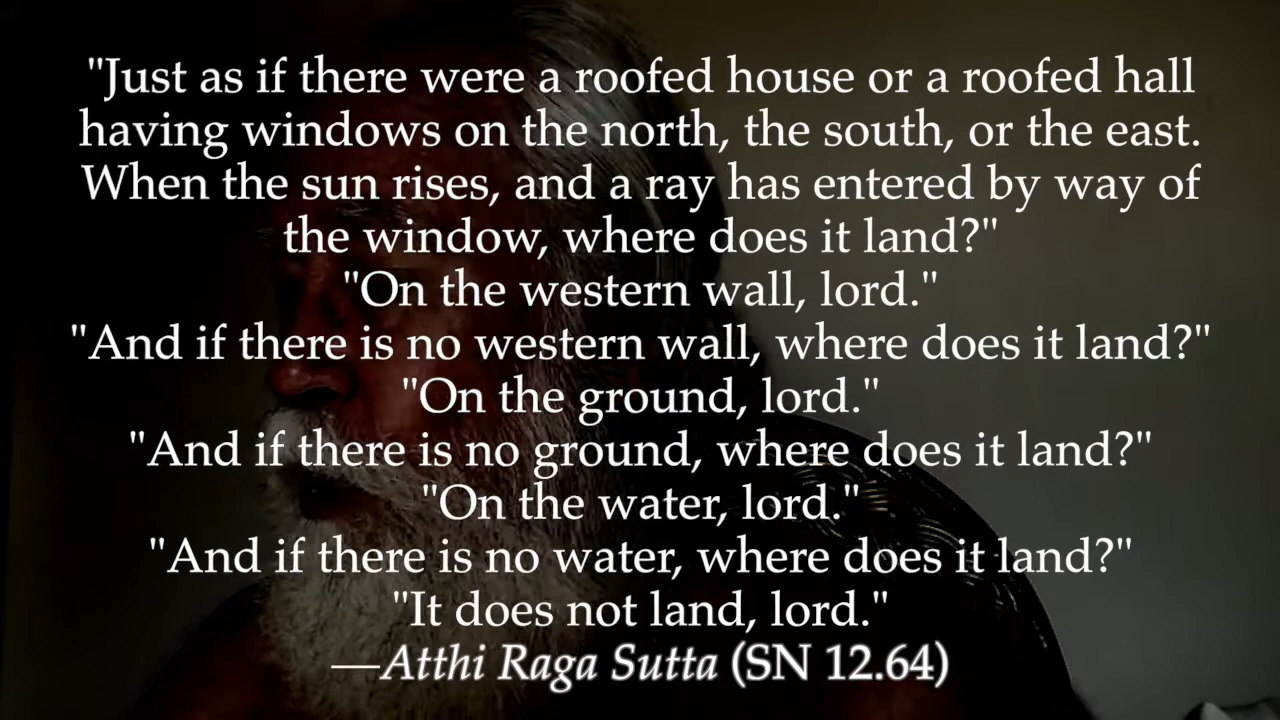 "Just as if there were a roofed house or a roofed hall
having windows on the north, the south, or the east.
When the sun rises, and a ray has entered by way of
the window, where does it land?"
"On the western wall, lord."
"And if there is no western wall, where does it land?"
"On the ground, lord."
"And if there is no ground, where does it land?"
"On the water, lord."
"And if there is no water, where does it land?"
"It does not land, lord."
—Atthi Raga Sutta (SN 12.64)